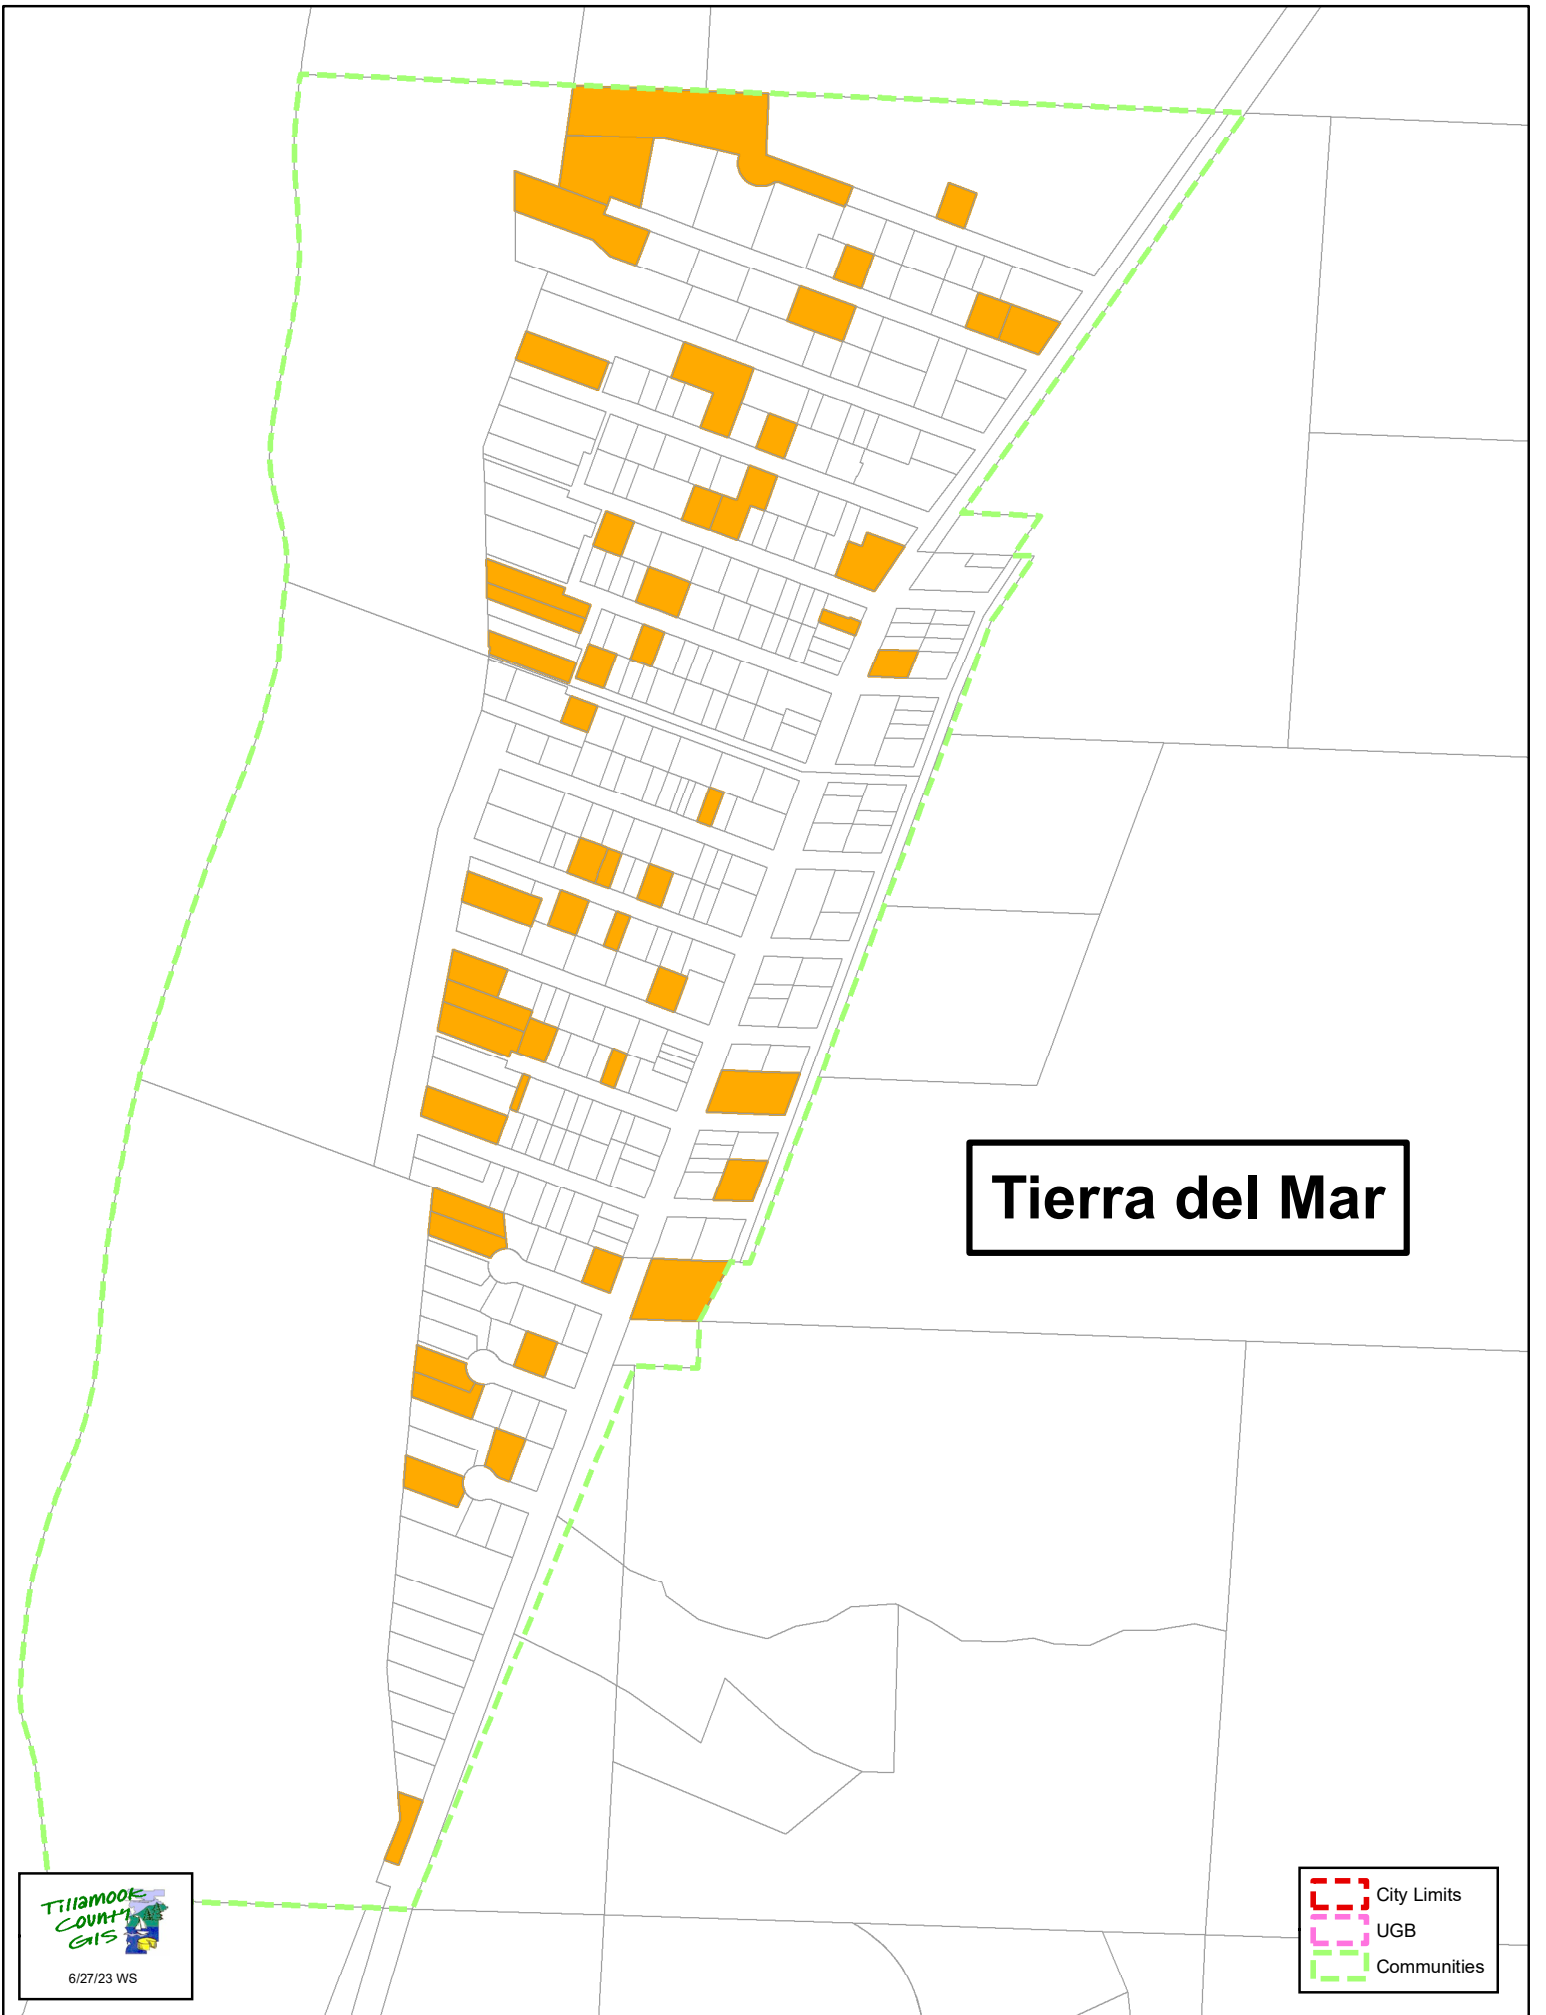 Tierra del Mar
Tillamook
County
GIS
6/27/23 WS
City Limits
UGB
Communities